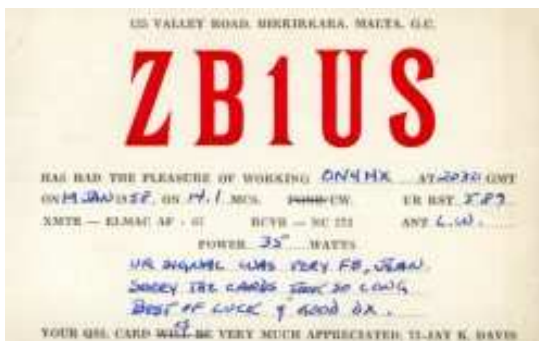 135 VALLEY ROAD, BIRKIRKARA, MALTA, G.C.
ZB1US
HAS HAD THE PLEASURE OF WORKING ON4HX AT 2030 GMT
ON 19 JAN 1958 ON 14.1 MCS. CW. UR RST 589
XMTR — ELMAC AF - 67 RCVR — NC 173 ANT L.W.
POWER 35 WATTS
UR SIGNAL WAS VERY FB, JEAN.
SORRY THE CARDS TOOK SO LONG
BEST OF LUCK & GOOD DX.
YOUR QSL CARD WILL BE VERY MUCH APPRECIATED. 73-JAY K. DAVIS